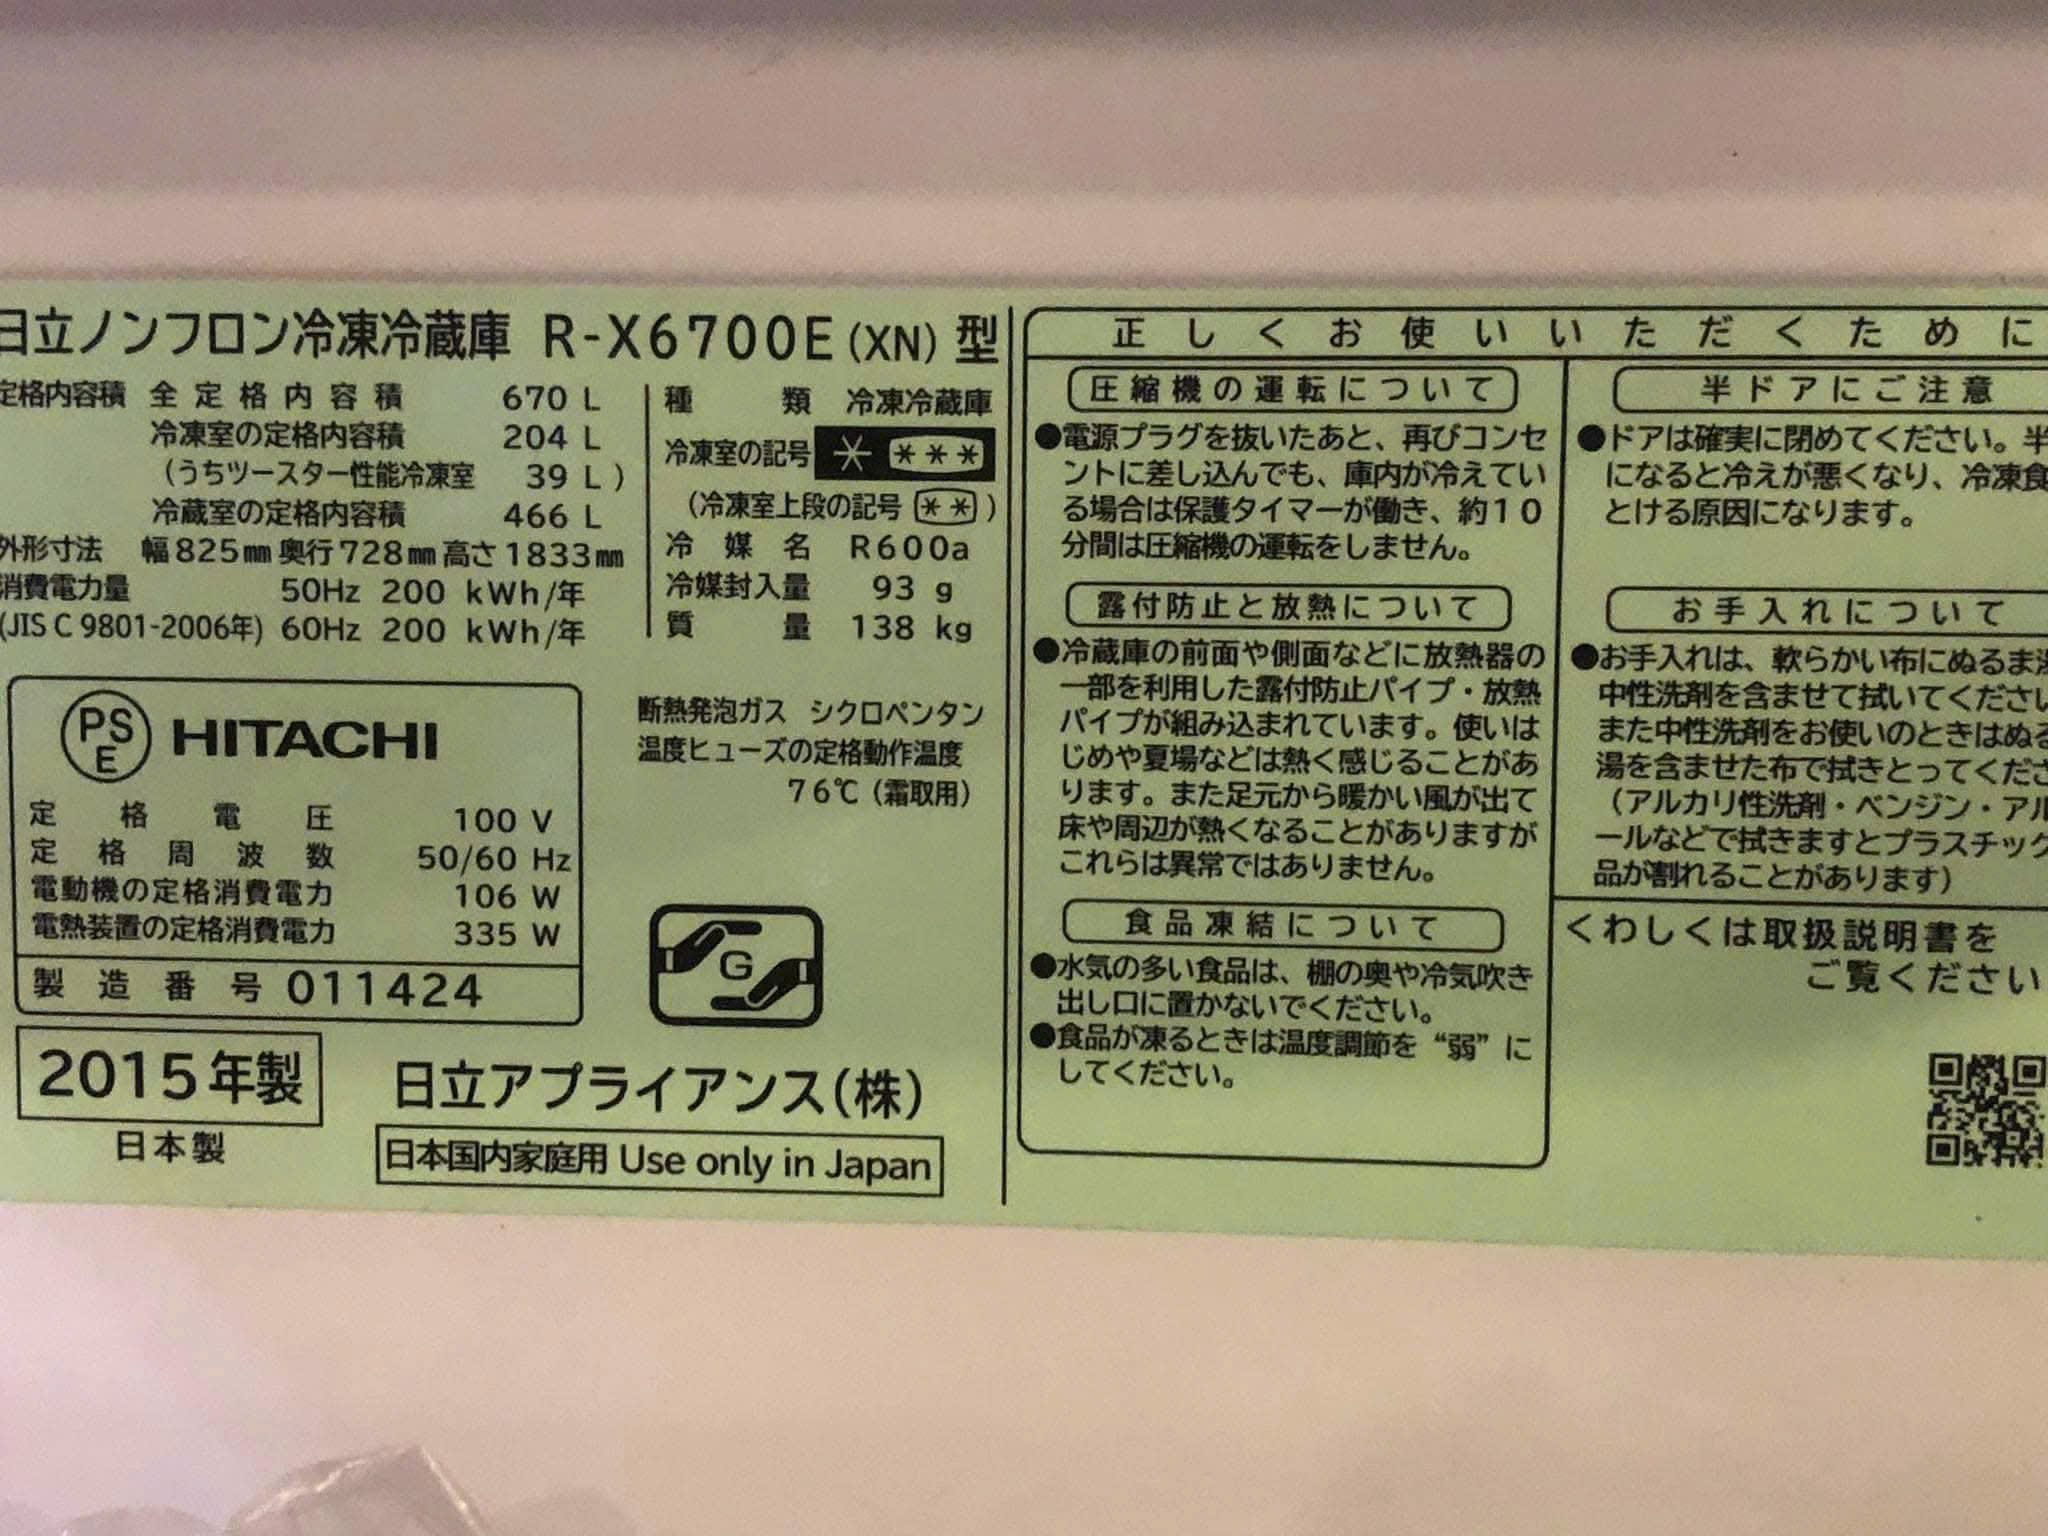 日立ノンフロン冷凍冷蔵庫 R-X6700E(XN)型
定格内容積 全定格内容積 670 L
冷凍室の定格内容積 204 L
(うちツースター性能冷凍室 39 L)
冷蔵室の定格内容積 466 L
外形寸法 幅825mm 奥行728mm 高さ1833mm
消費電力量 50Hz 200 kWh/年
(JIS C 9801-2006年) 60Hz 200 kWh/年
種類 冷凍冷蔵庫
冷凍室の記号 * ***
(冷凍室上段の記号 **)
冷媒名 R600a
冷媒封入量 93 g
質量 138 kg
PSE HITACHI
定格電圧 100 V
定格周波数 50/60 Hz
電動機の定格消費電力 106 W
電熱装置の定格消費電力 335 W
製造番号 011424
断熱発泡ガス シクロペンタン
温度ヒューズの定格動作温度
76℃(霜取用)
G
2015年製
日本製
日立アプライアンス(株)
日本国内家庭用 Use only in Japan
正しくお使いいただくために
圧縮機の運転について
●電源プラグを抜いたあと、再びコンセ
ントに差し込んでも、庫内が冷えてい
る場合は保護タイマーが働き、約10
分間は圧縮機の運転をしません。
露付防止と放熱について
●冷蔵庫の前面や側面などに放熱器の
一部を利用した露付防止パイプ・放熱
パイプが組み込まれています。使いは
じめや夏場などは熱く感じることがあ
ります。また足元から暖かい風が出て
床や周辺が熱くなることがありますが
これらは異常ではありません。
食品凍結について
●水気の多い食品は、棚の奥や冷気吹き
出し口に置かないでください。
●食品が凍るときは温度調節を“弱”に
してください。
半ドアにご注意
●ドアは確実に閉めてください。半
になると冷えが悪くなり、冷凍食
とける原因になります。
お手入れについて
●お手入れは、軟らかい布にぬるま湯
中性洗剤を含ませて拭いてください
また中性洗剤をお使いのときはぬる
湯を含ませた布で拭きとってくださ
(アルカリ性洗剤・ベンジン・アル
ールなどで拭きますとプラスチック
品が割れることがあります)
くわしくは取扱説明書を
ご覧ください